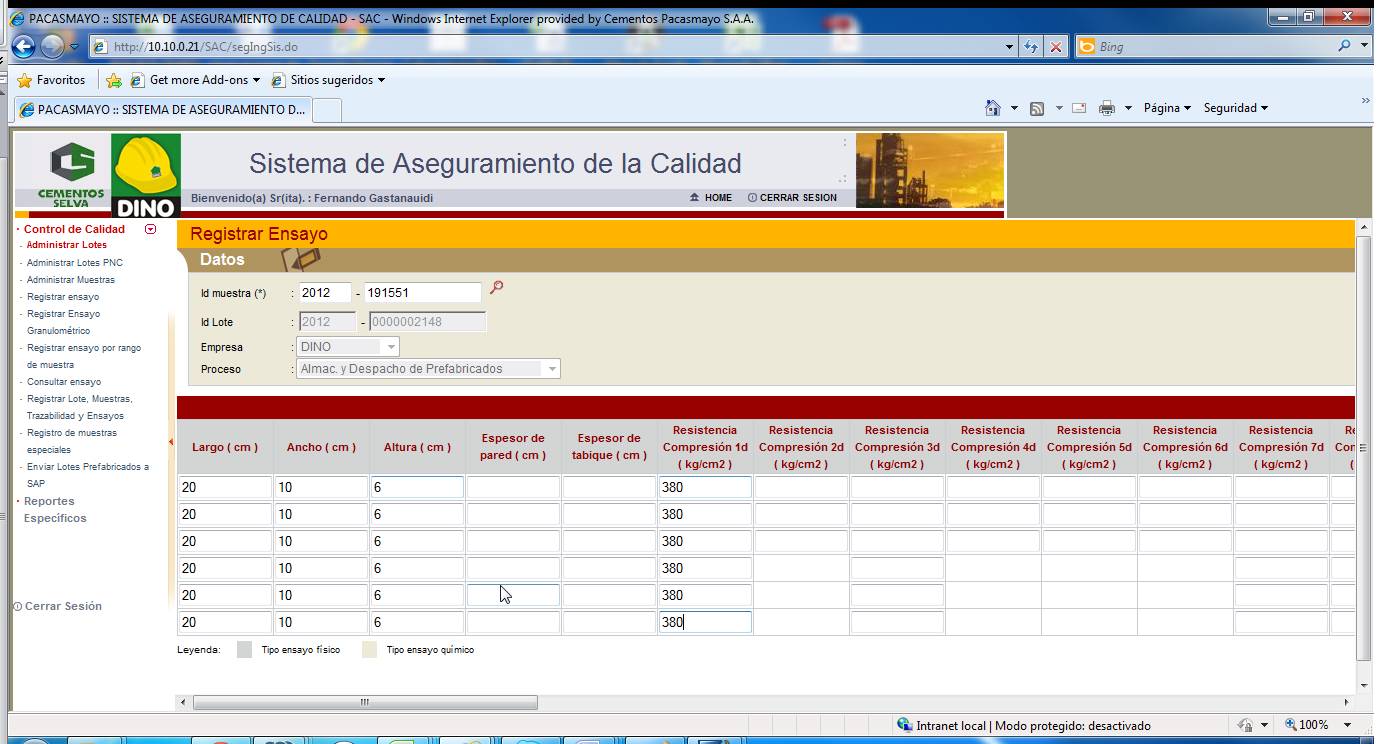 PACASMAYO :: SISTEMA DE ASEGURAMIENTO DE CALIDAD - SAC - Windows Internet Explorer provided by Cementos Pacasmayo S.A.A.
http://10.10.0.21/SAC/segIngSis.do
Bing
Favoritos
Get more Add-ons
Sitios sugeridos
PACASMAYO :: SISTEMA DE ASEGURAMIENTO D...
Página
Seguridad
CEMENTOS
SELVA
DINO
Sistema de Aseguramiento de la Calidad
Bienvenido(a) Sr(ita). : Fernando Gastanauidi
HOME
CERRAR SESION
· Control de Calidad
- Administrar Lotes
- Administrar Lotes PNC
- Administrar Muestras
- Registrar ensayo
- Registrar Ensayo
Granulométrico
- Registrar ensayo por rango
de muestra
- Consultar ensayo
- Registrar Lote, Muestras,
Trazabilidad y Ensayos
- Registro de muestras
especiales
- Enviar Lotes Prefabricados a
SAP
· Reportes
Específicos
Cerrar Sesión
Registrar Ensayo
Datos
Id muestra (*) : 2012 - 191551
Id Lote : 2012 - 0000002148
Empresa : DINO
Proceso : Almac. y Despacho de Prefabricados
Largo ( cm )
Ancho ( cm )
Altura ( cm )
Espesor de
pared ( cm )
Espesor de
tabique ( cm )
Resistencia
Compresión 1d
( kg/cm2 )
Resistencia
Compresión 2d
( kg/cm2 )
Resistencia
Compresión 3d
( kg/cm2 )
Resistencia
Compresión 4d
( kg/cm2 )
Resistencia
Compresión 5d
( kg/cm2 )
Resistencia
Compresión 6d
( kg/cm2 )
Resistencia
Compresión 7d
( kg/cm2 )
Re
Com
(
20 10 6 380
20 10 6 380
20 10 6 380
20 10 6 380
20 10 6 380
20 10 6 380
Leyenda: Tipo ensayo físico Tipo ensayo químico
Intranet local | Modo protegido: desactivado
100%